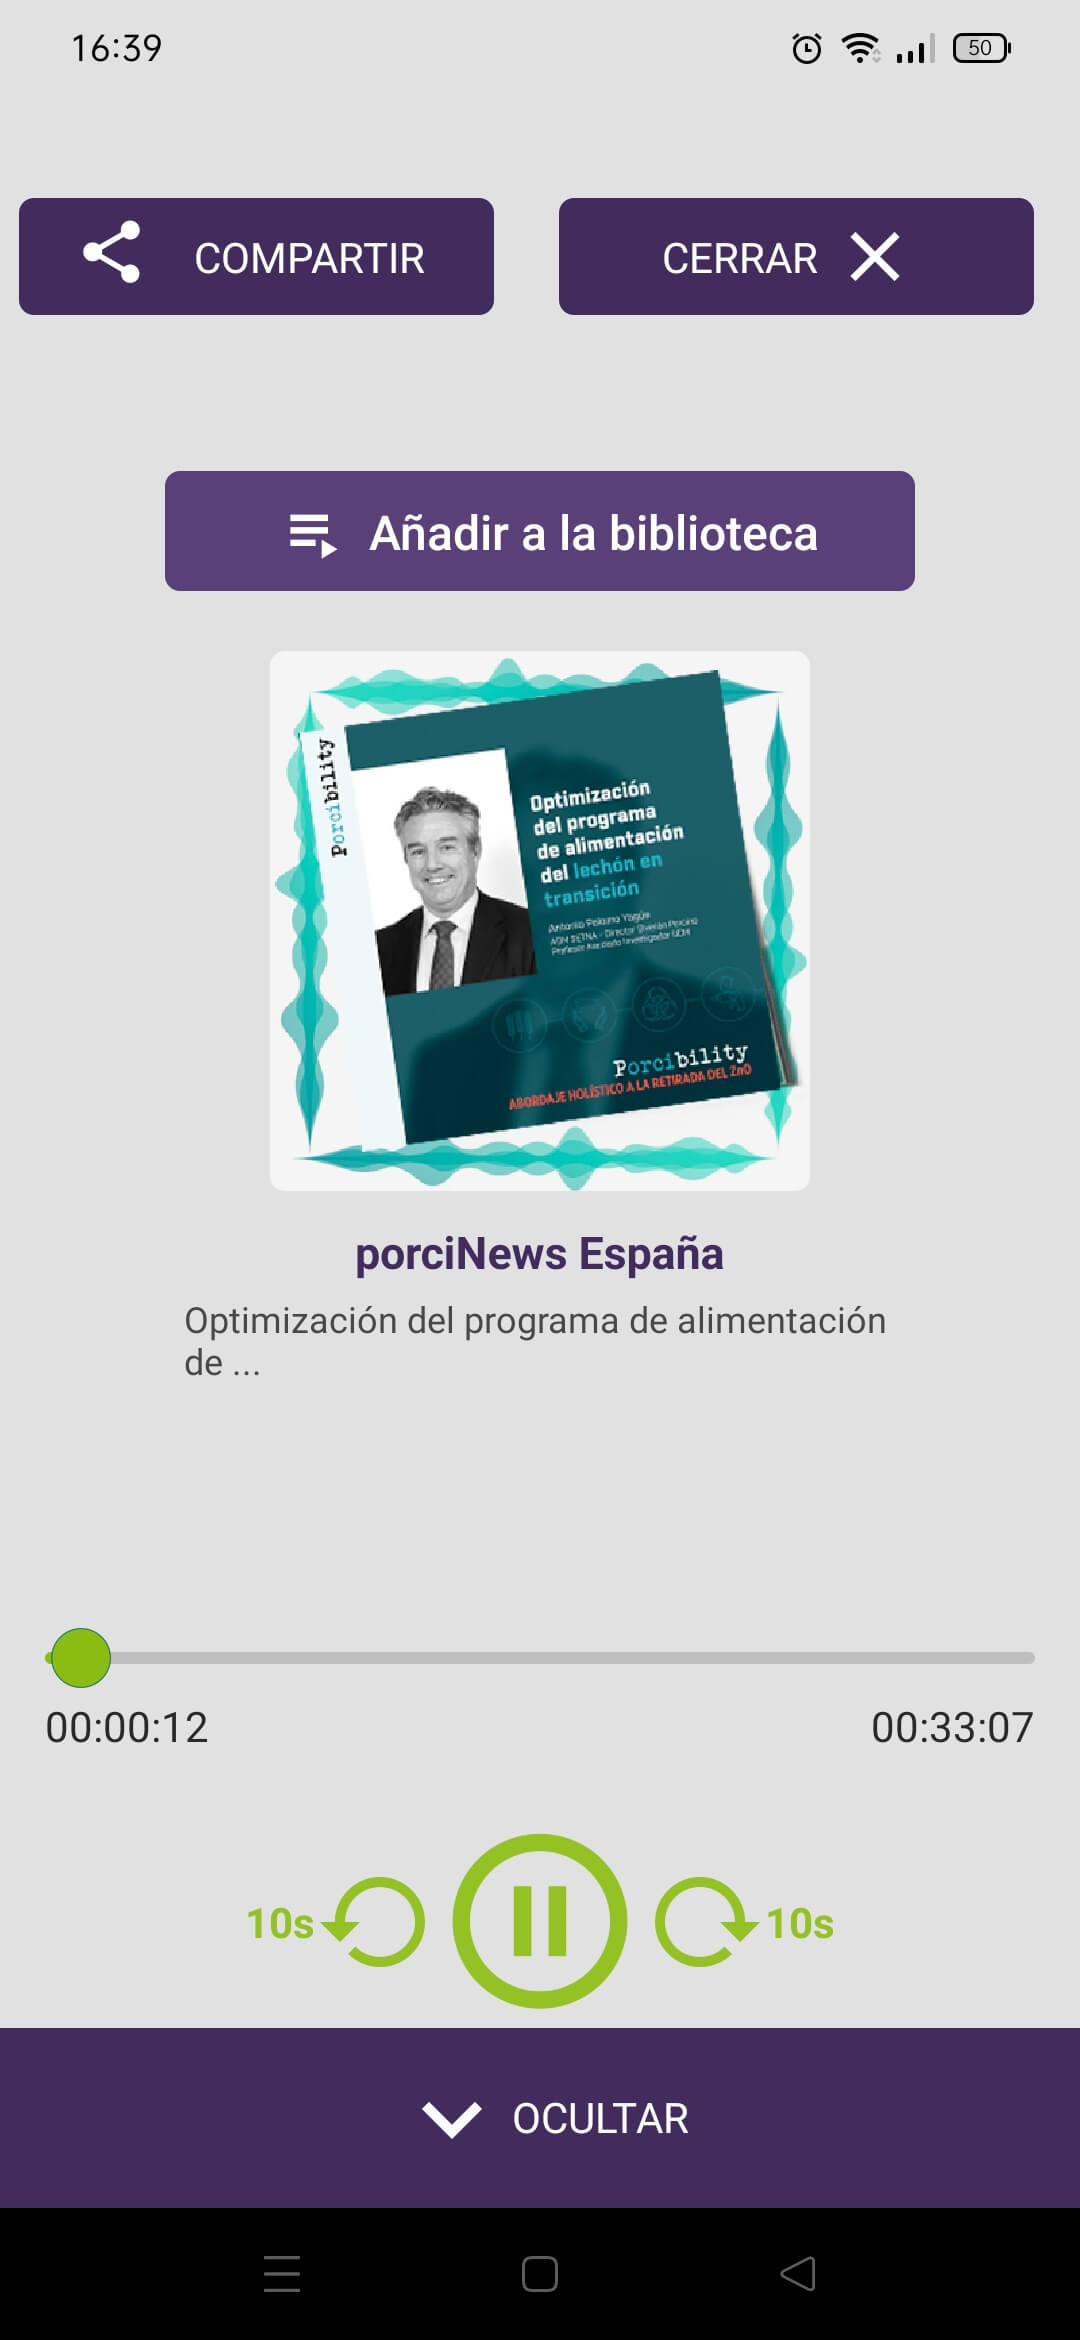 16:39
50
COMPARTIR
CERRAR
Añadir a la biblioteca
Porcibility
Optimización
del programa
de alimentación
del lechón en
transición
Antonio Palomo Yagüe
ADM SETNA - Director División Porcino
Profesor Asociado Investigador UCM
Porcibility
ABORDAJE HOLÍSTICO A LA RETIRADA DEL ZnO
porciNews España
Optimización del programa de alimentación
de ...
00:00:12
00:33:07
10s
10s
OCULTAR